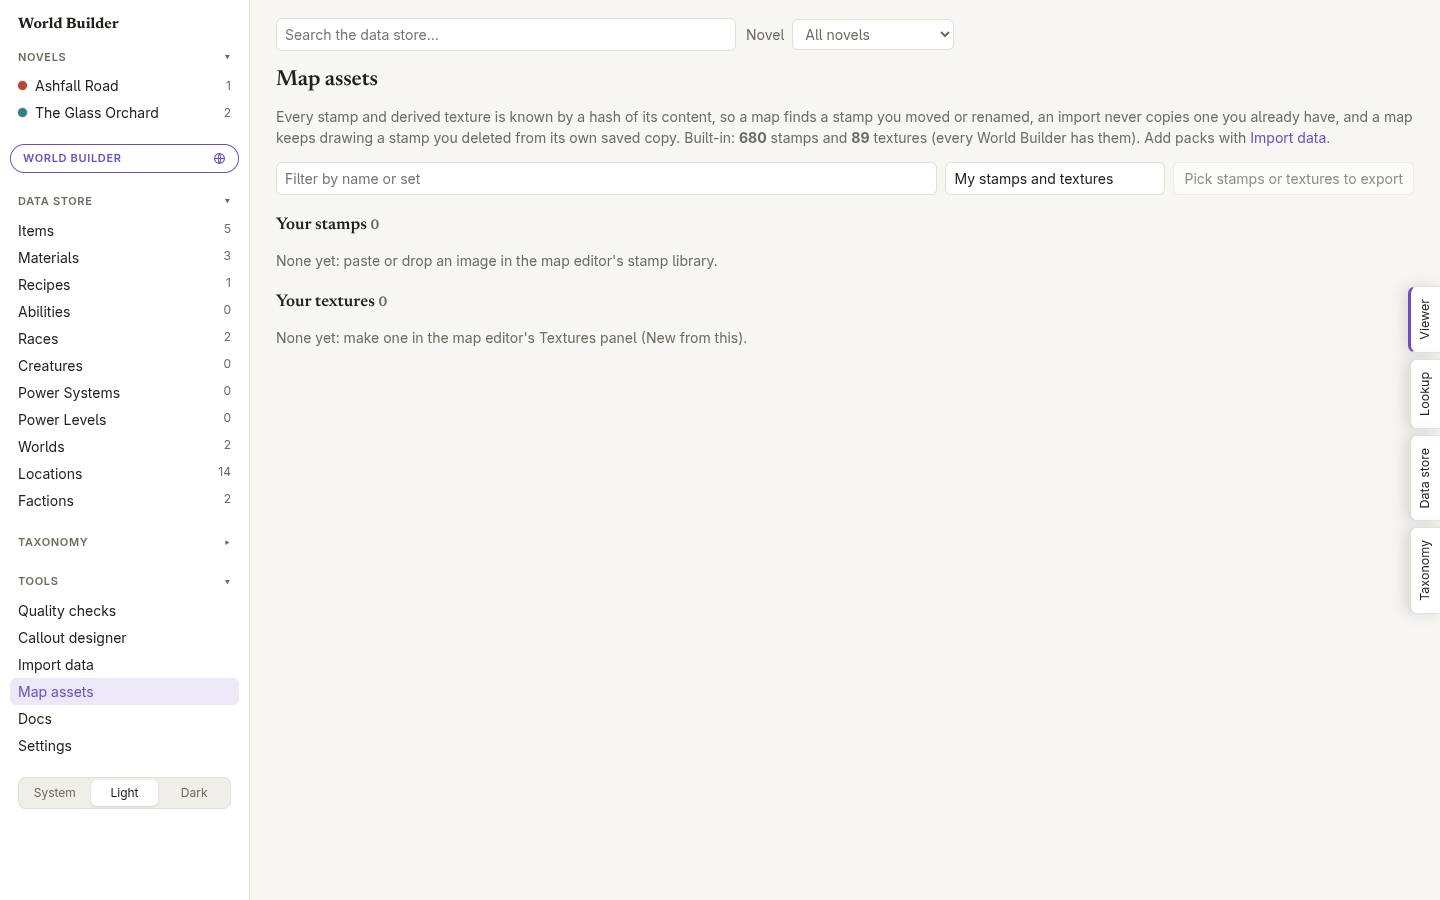 World Builder
NOVELS
Ashfall Road 1
The Glass Orchard 2
WORLD BUILDER
DATA STORE
Items 5
Materials 3
Recipes 1
Abilities 0
Races 2
Creatures 0
Power Systems 0
Power Levels 0
Worlds 2
Locations 14
Factions 2
TAXONOMY
TOOLS
Quality checks
Callout designer
Import data
Map assets
Docs
Settings
System Light Dark
Search the data store... Novel All novels
Map assets
Every stamp and derived texture is known by a hash of its content, so a map finds a stamp you moved or renamed, an import never copies one you already have, and a map
keeps drawing a stamp you deleted from its own saved copy. Built-in: 680 stamps and 89 textures (every World Builder has them). Add packs with Import data.
Filter by name or set My stamps and textures Pick stamps or textures to export
Your stamps 0
None yet: paste or drop an image in the map editor's stamp library.
Your textures 0
None yet: make one in the map editor's Textures panel (New from this).
Viewer
Lookup
Data store
Taxonomy